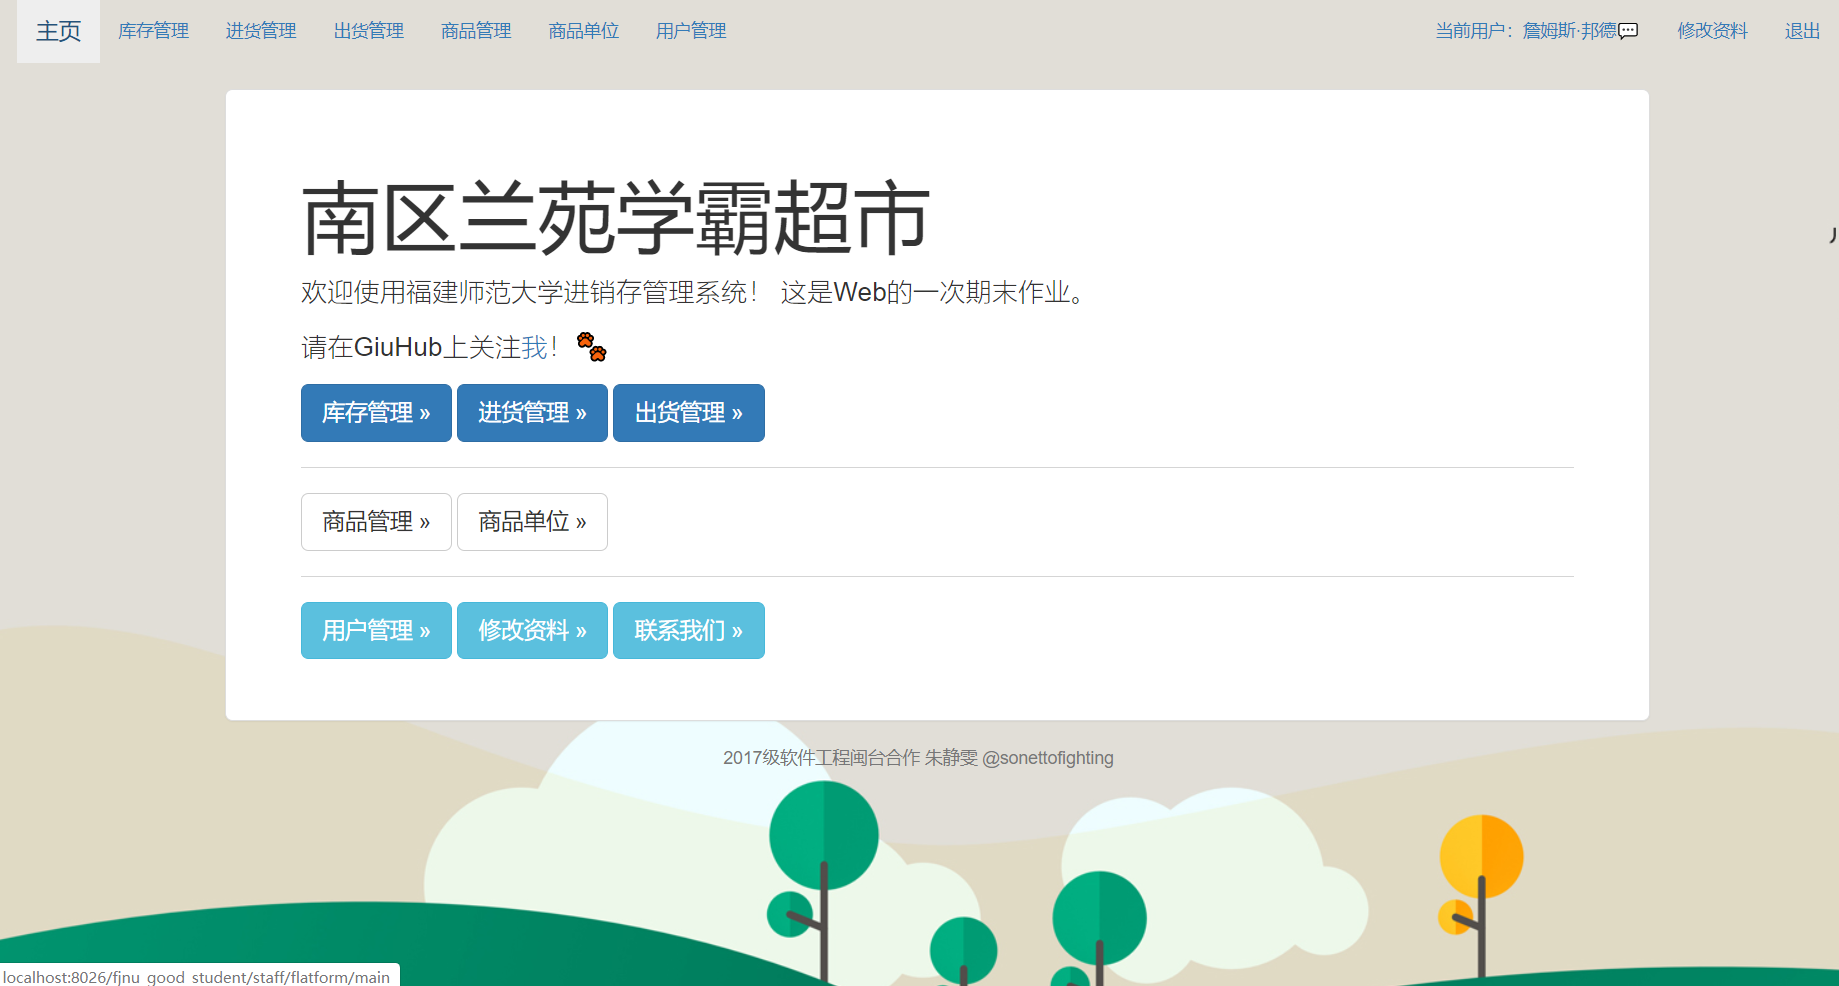 主页 库存管理 进货管理 出货管理 商品管理 商品单位 用户管理 当前用户：詹姆斯·邦德 修改资料 退出
南区兰苑学霸超市
欢迎使用福建师范大学进销存管理系统！ 这是Web的一次期末作业。
请在GiuHub上关注我！
库存管理 » 进货管理 » 出货管理 »
商品管理 » 商品单位 »
用户管理 » 修改资料 » 联系我们 »
2017级软件工程闽台合作 朱静雯 @sonettofighting
localhost:8026/fjnu_good_student/staff/flatform/main